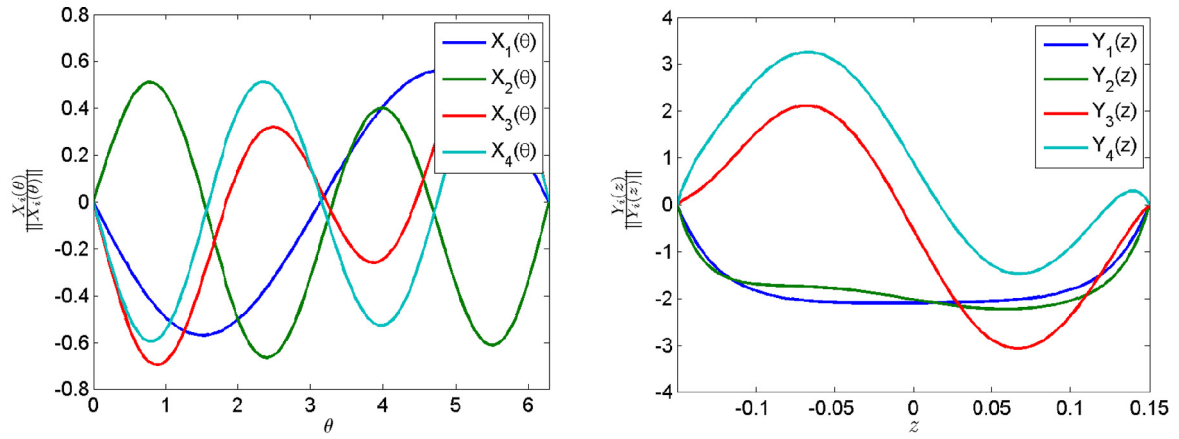 0.8
0.6
0.4
0.2
0
-0.2
-0.4
-0.6
-0.8
X_i(θ)
||X_i(θ)||
0 1 2 3 4 5 6
θ
X_1(θ)
X_2(θ)
X_3(θ)
X_4(θ)
4
3
2
1
0
-1
-2
-3
-4
Y_i(z)
||Y_i(z)||
-0.1 -0.05 0 0.05 0.1 0.15
z
Y_1(z)
Y_2(z)
Y_3(z)
Y_4(z)